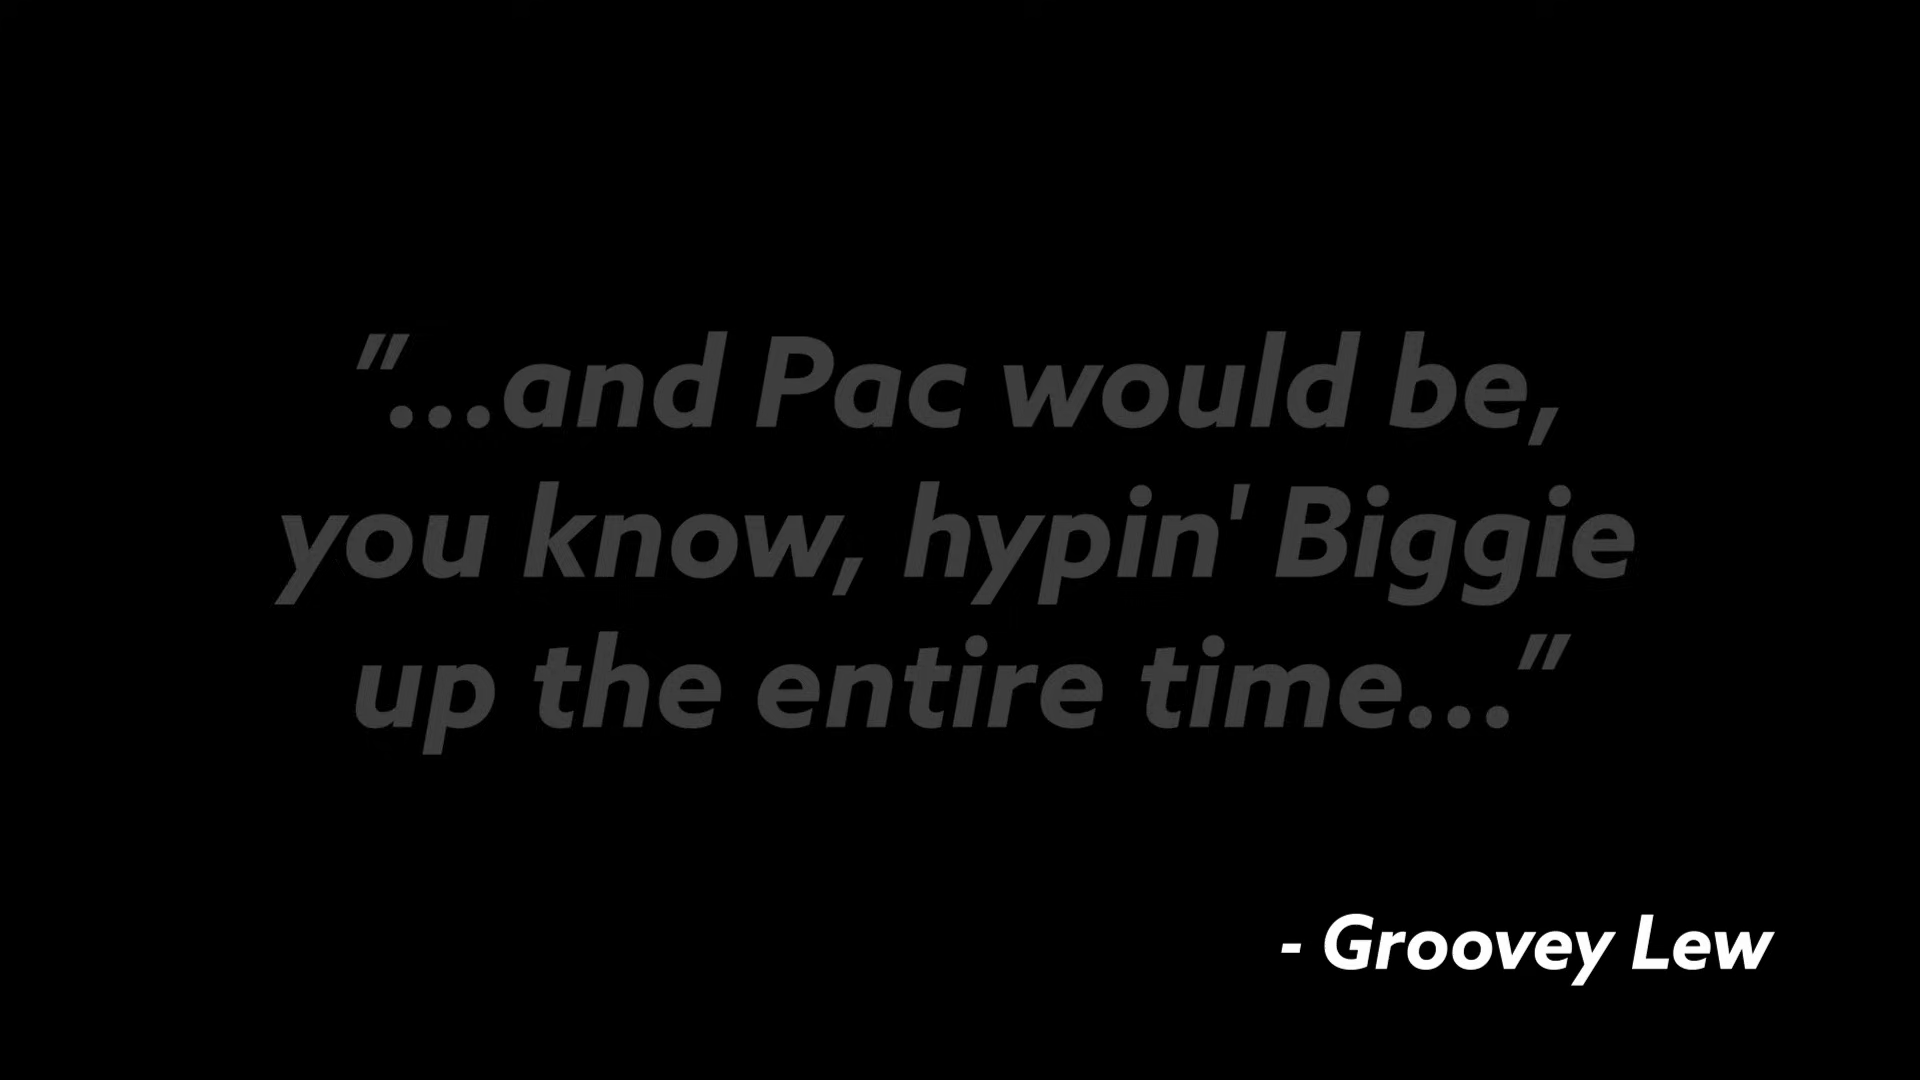 "...and Pac would be,
you know, hypin' Biggie
up the entire time..."
- Groovey Lew